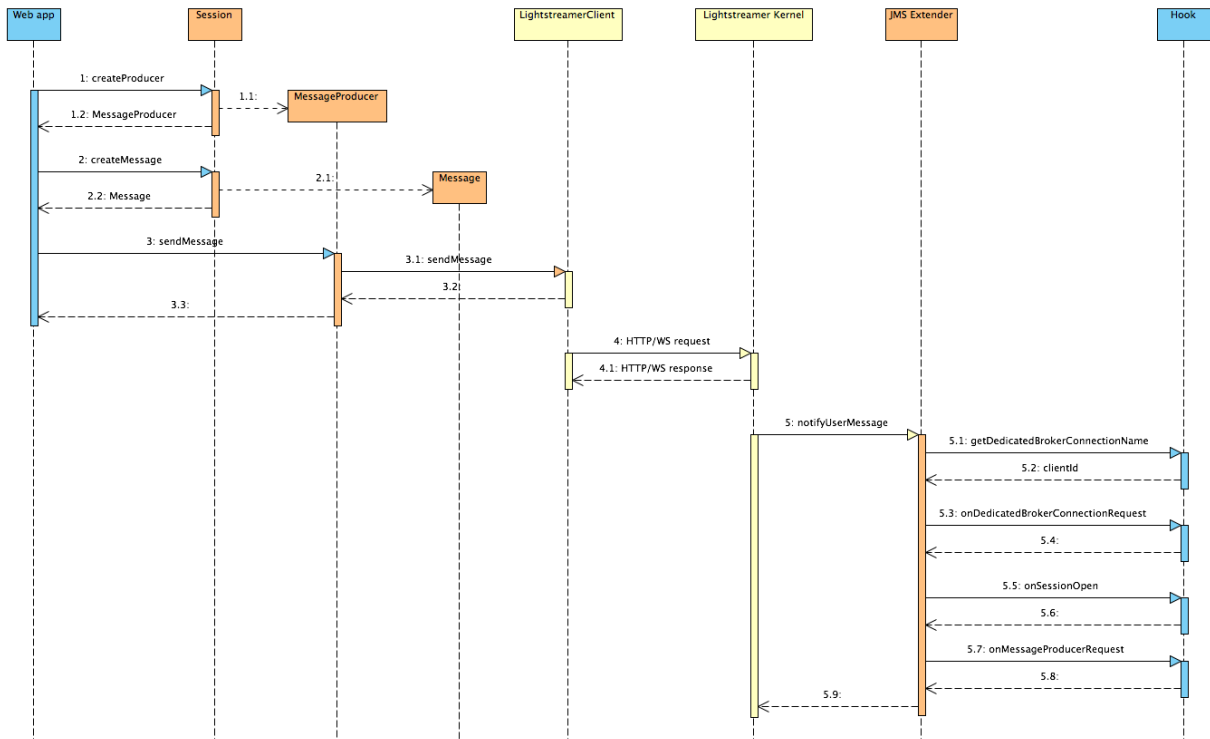 Web app
Session
LightstreamerClient
Lightstreamer Kernel
JMS Extender
Hook
1: createProducer
1.1:
MessageProducer
1.2: MessageProducer
2: createMessage
2.1:
Message
2.2: Message
3: sendMessage
3.1: sendMessage
3.2:
3.3:
4: HTTP/WS request
4.1: HTTP/WS response
5: notifyUserMessage
5.1: getDedicatedBrokerConnectionName
5.2: clientId
5.3: onDedicatedBrokerConnectionRequest
5.4:
5.5: onSessionOpen
5.6:
5.7: onMessageProducerRequest
5.8:
5.9: